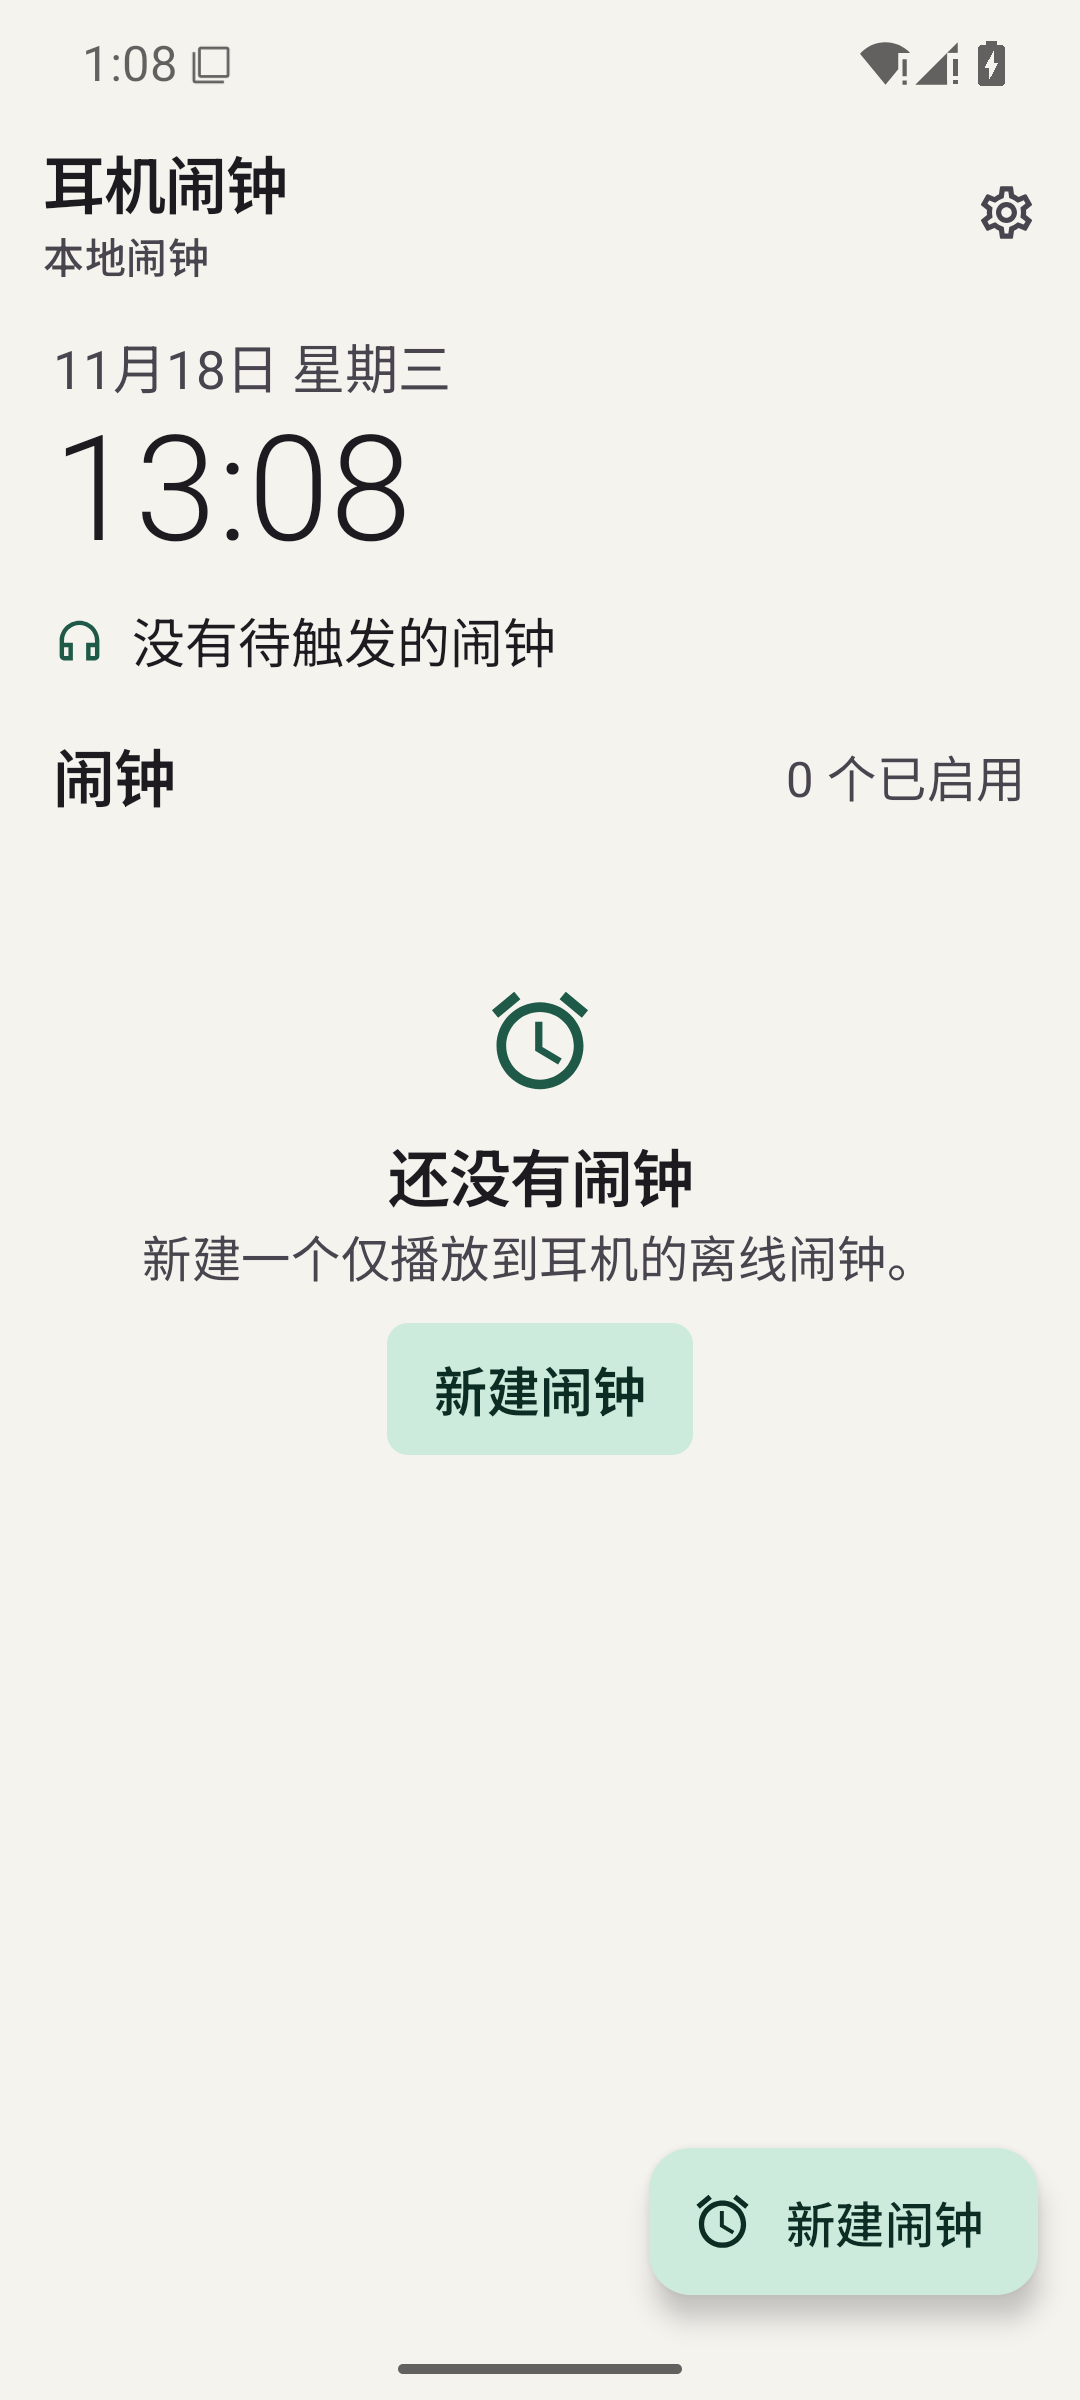 1:08
耳机闹钟
本地闹钟
11月18日 星期三
13:08
没有待触发的闹钟
闹钟
0 个已启用
还没有闹钟
新建一个仅播放到耳机的离线闹钟。
新建闹钟
新建闹钟